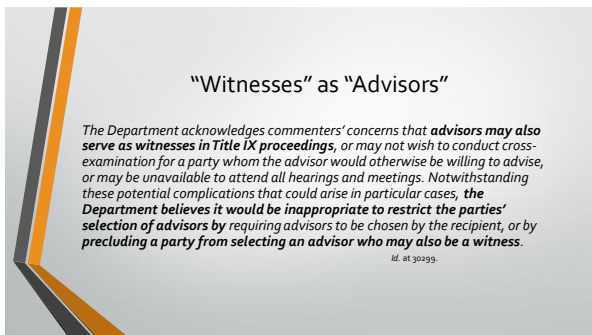 “Witnesses” as “Advisors”
The Department acknowledges commenters’ concerns that advisors may also
serve as witnesses in Title IX proceedings, or may not wish to conduct cross-
examination for a party whom the advisor would otherwise be willing to advise,
or may be unavailable to attend all hearings and meetings. Notwithstanding
these potential complications that could arise in particular cases, the
Department believes it would be inappropriate to restrict the parties’
selection of advisors by requiring advisors to be chosen by the recipient, or by
precluding a party from selecting an advisor who may also be a witness.
Id. at 30299.